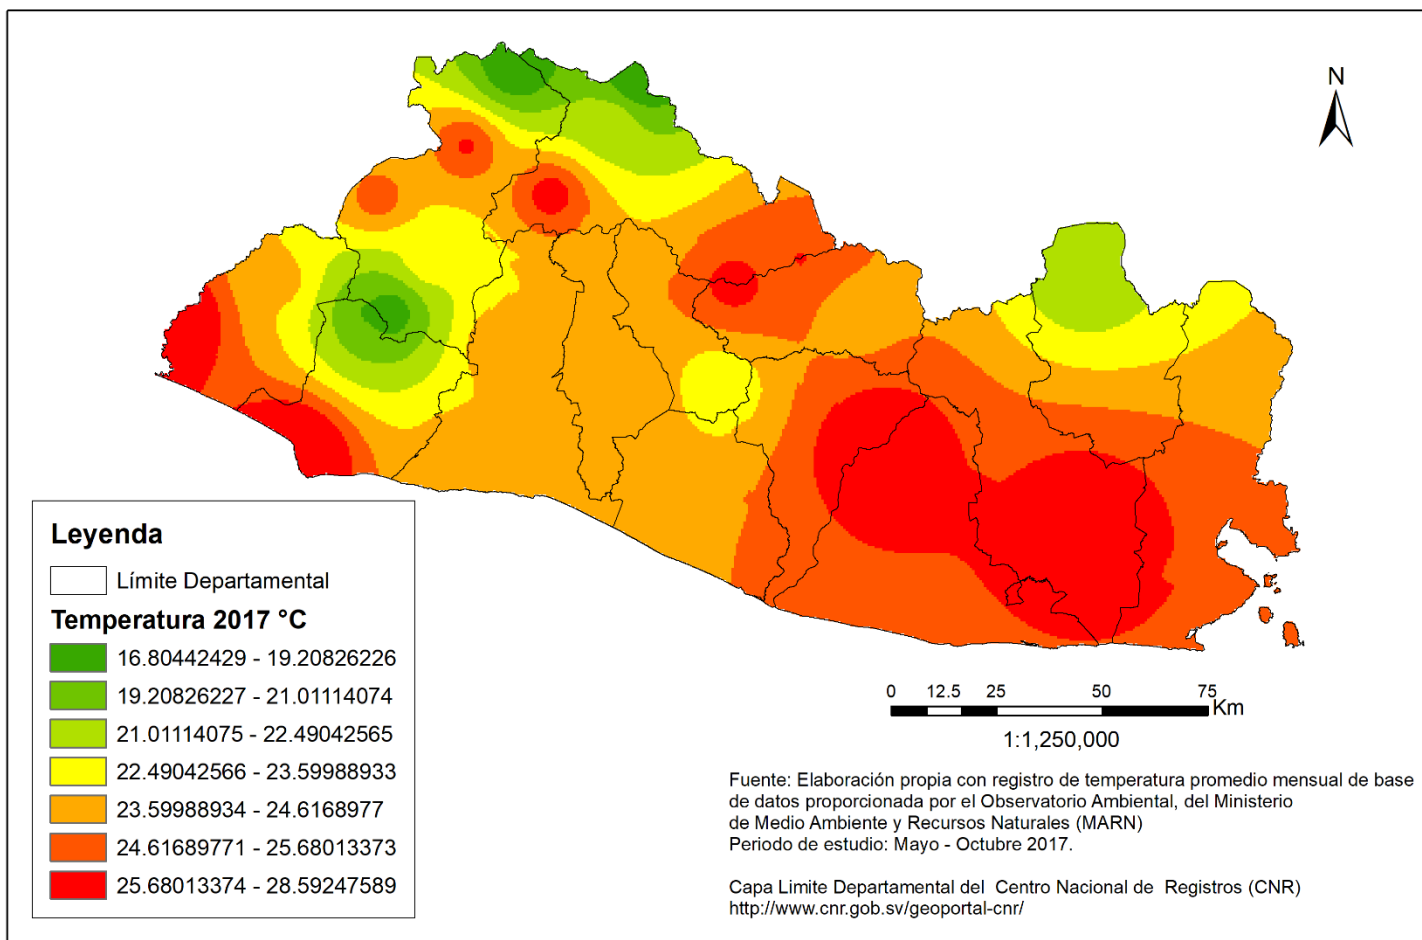 N
Leyenda
Límite Departamental
Temperatura 2017 °C
16.80442429 - 19.20826226
19.20826227 - 21.01114074
21.01114075 - 22.49042565
22.49042566 - 23.59988933
23.59988934 - 24.6168977
24.61689771 - 25.68013373
25.68013374 - 28.59247589
0 12.5 25 50 75
Km
1:1,250,000
Fuente: Elaboración propia con registro de temperatura promedio mensual de base
de datos proporcionada por el Observatorio Ambiental, del Ministerio
de Medio Ambiente y Recursos Naturales (MARN)
Periodo de estudio: Mayo - Octubre 2017.
Capa Limite Departamental del Centro Nacional de Registros (CNR)
http://www.cnr.gob.sv/geoportal-cnr/